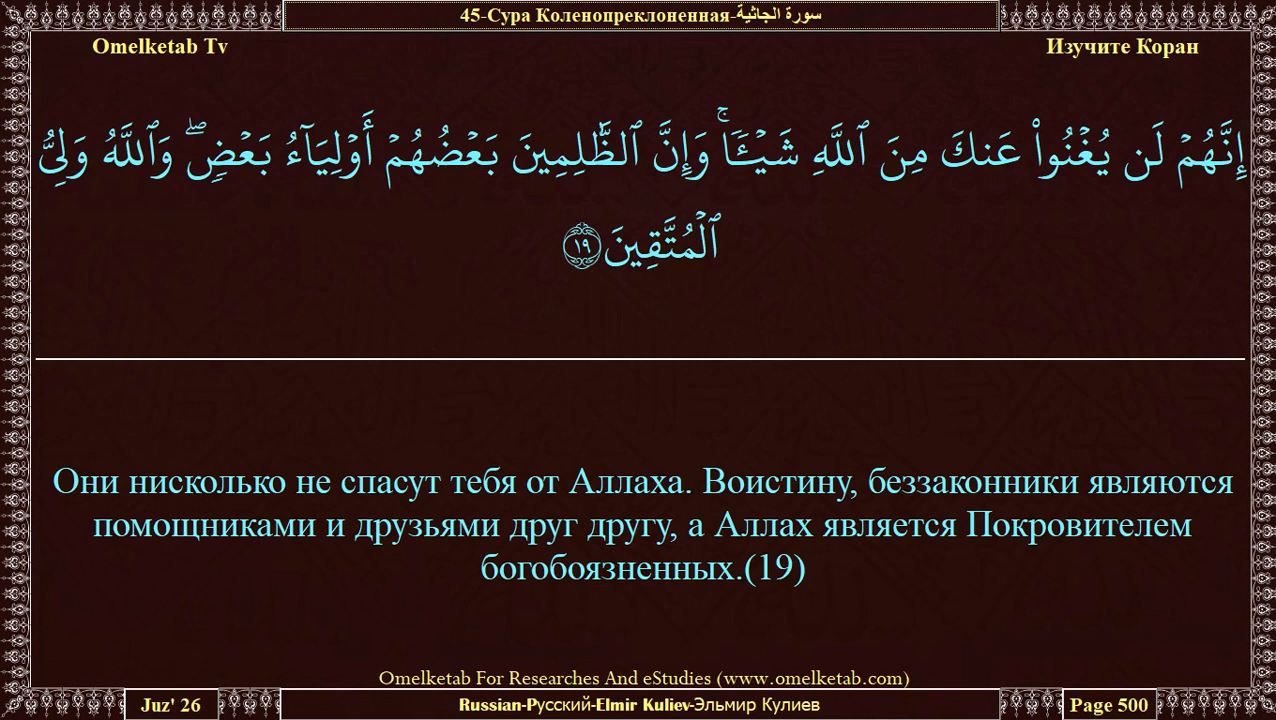 45-Сура Коленопреклоненная-سورة الجاثية
Omelketab Tv
Изучите Коран
إِنَّهُمۡ لَن يُغۡنُواْ عَنكَ مِنَ ٱللَّهِ شَيۡـٔٗاۚ وَإِنَّ ٱلظَّٰلِمِينَ بَعۡضُهُمۡ أَوۡلِيَآءُ بَعۡضٖۖ وَٱللَّهُ وَلِيُّ
ٱلۡمُتَّقِينَ ١٩
Они нисколько не спасут тебя от Аллаха. Воистину, беззаконники являются
помощниками и друзьями друг другу, а Аллах является Покровителем
богобоязненных.(19)
Omelketab For Researches And eStudies (www.omelketab.com)
Juz' 26
Russian-Русский-Elmir Kuliev-Эльмир Кулиев
Page 500